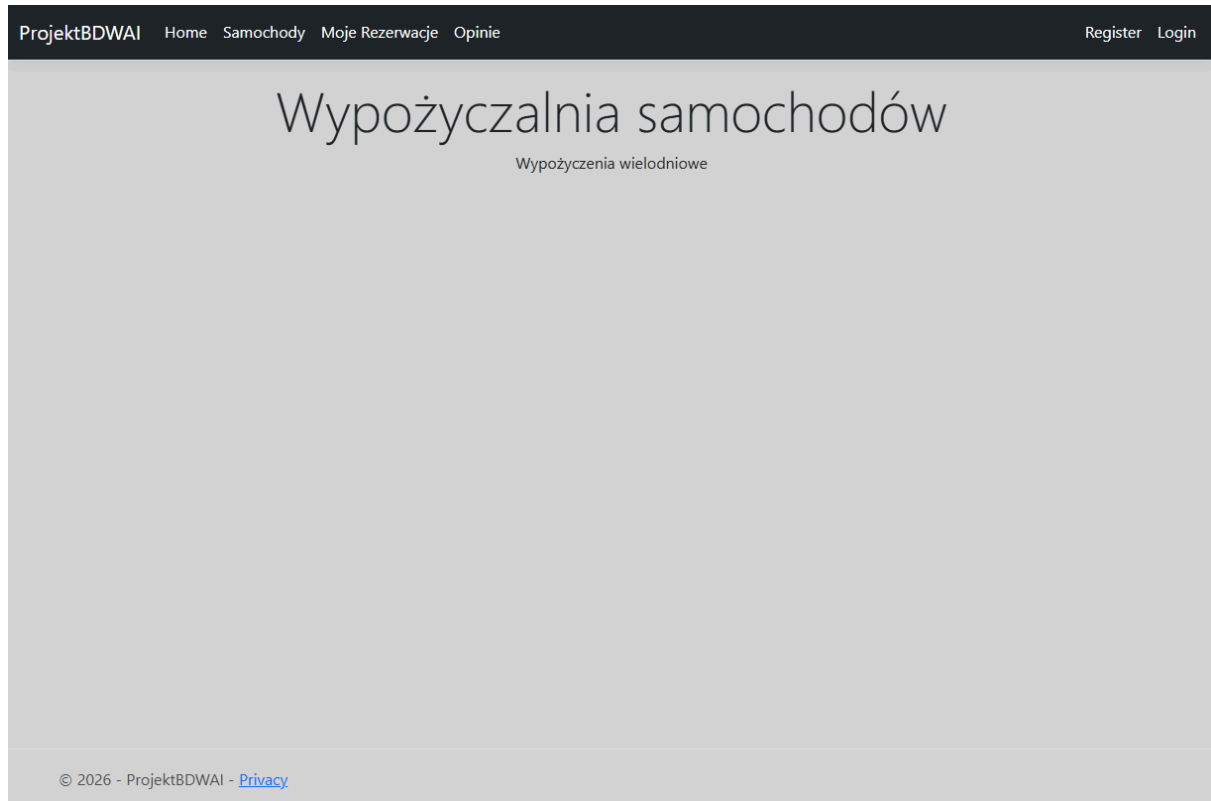 ProjektBDWAI Home Samochody Moje Rezerwacje Opinie Register Login
Wypożyczalnia samochodów
Wypożyczenia wielodniowe
© 2026 - ProjektBDWAI - Privacy